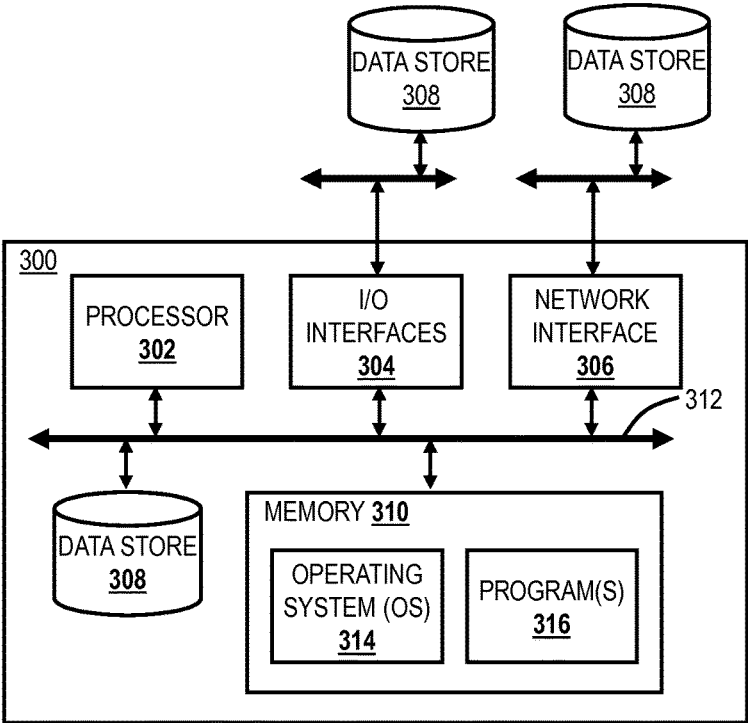 DATA STORE
308
DATA STORE
308
300
PROCESSOR
302
I/O
INTERFACES
304
NETWORK
INTERFACE
306
312
DATA STORE
308
MEMORY 310
OPERATING
SYSTEM (OS)
314
PROGRAM(S)
316